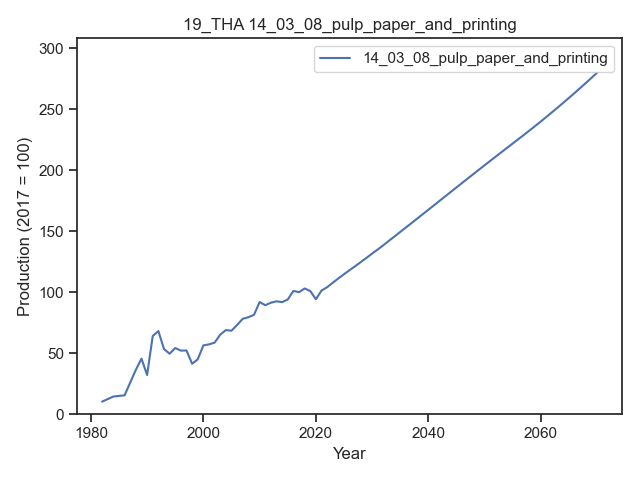 19_THA 14_03_08_pulp_paper_and_printing
14_03_08_pulp_paper_and_printing
Production (2017 = 100)
300
250
200
150
100
50
0
1980 2000 2020 2040 2060
Year